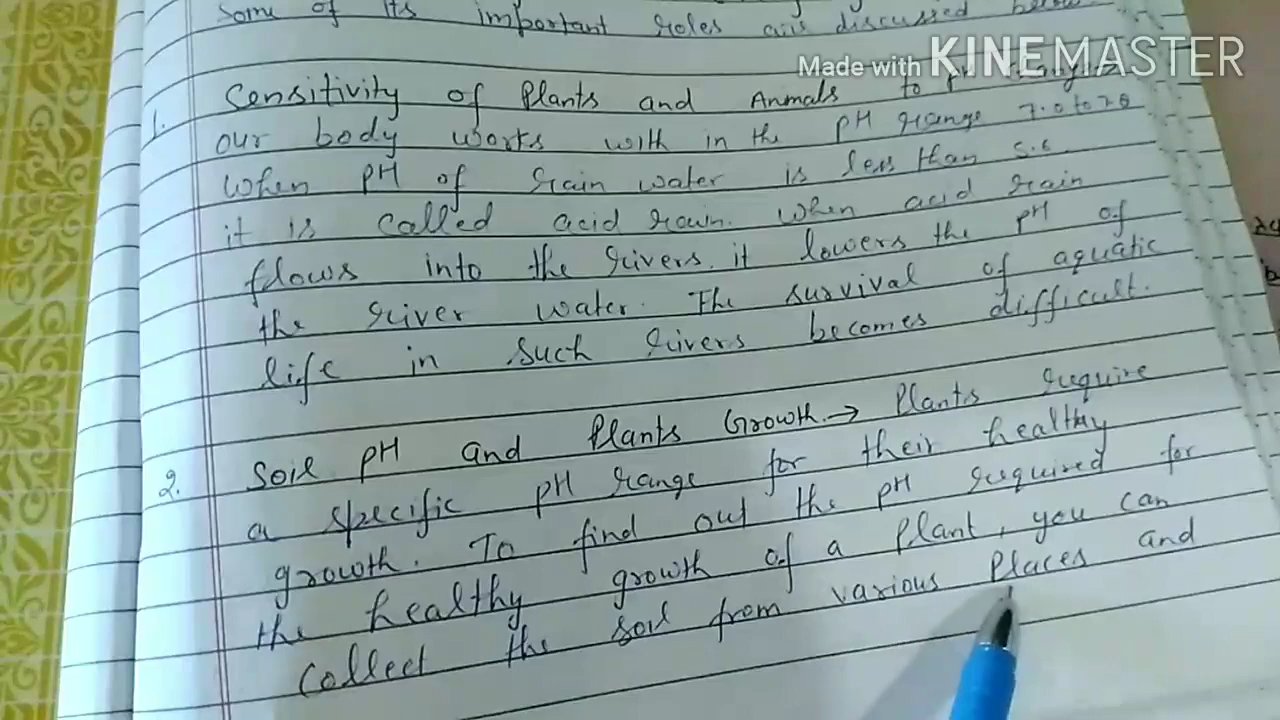 Some of its important roles are discussed below
Made with KINEMASTER
1. Sensitivity of Plants and Animals to pH
our body works with in the pH range 7.0 to 7.8
when pH of rain water is less than 5.6
it is called acid rain. when acid rain
flows into the rivers. it lowers the pH of
the river water. The survival of aquatic
life in such rivers becomes difficult.
2. Soil pH and Plants Growth. → Plants require
a specific pH range for their healthy
growth. To find out the pH required for
the healthy growth of a Plant, you can
collect the soil from various Places and